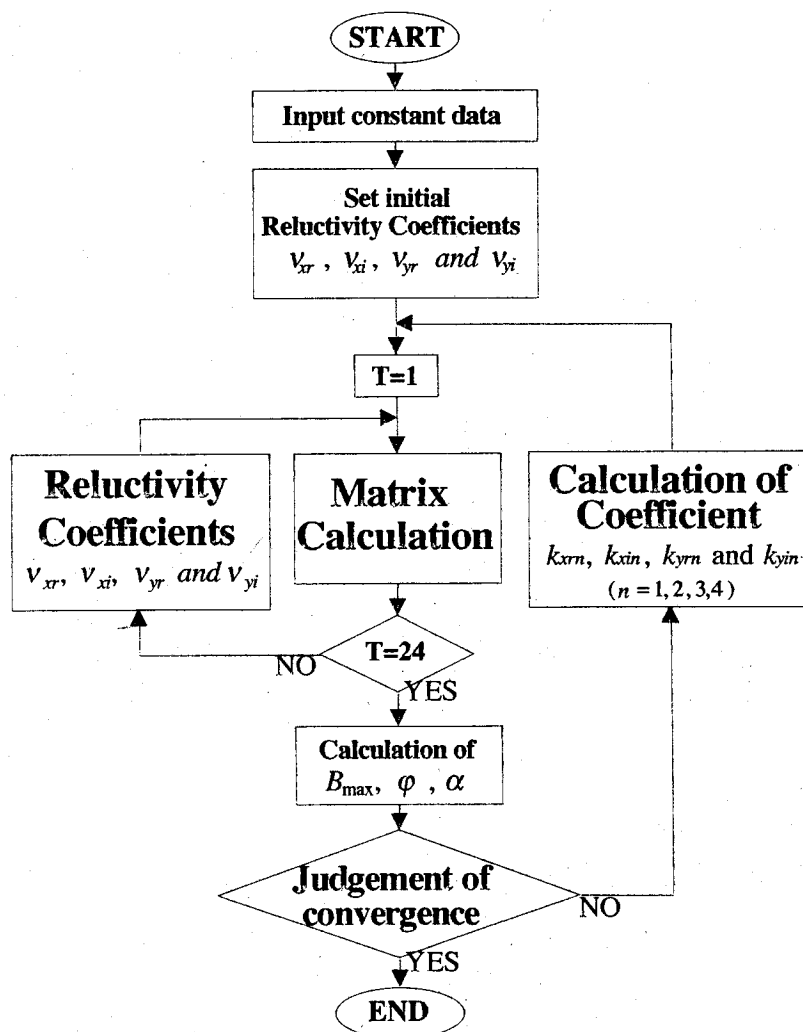 START
Input constant data
Set initial
Reluctivity Coefficients
νxr , νxi, νyr and νyi
T=1
Reluctivity
Coefficients
νxr, νxi, νyr and νyi
Matrix
Calculation
Calculation of
Coefficient
kxrn, kxin, kyrn and kyin
(n =1,2,3,4)
T=24
NO
YES
Calculation of
Bmax, φ , α
Judgement of
convergence
NO
YES
END